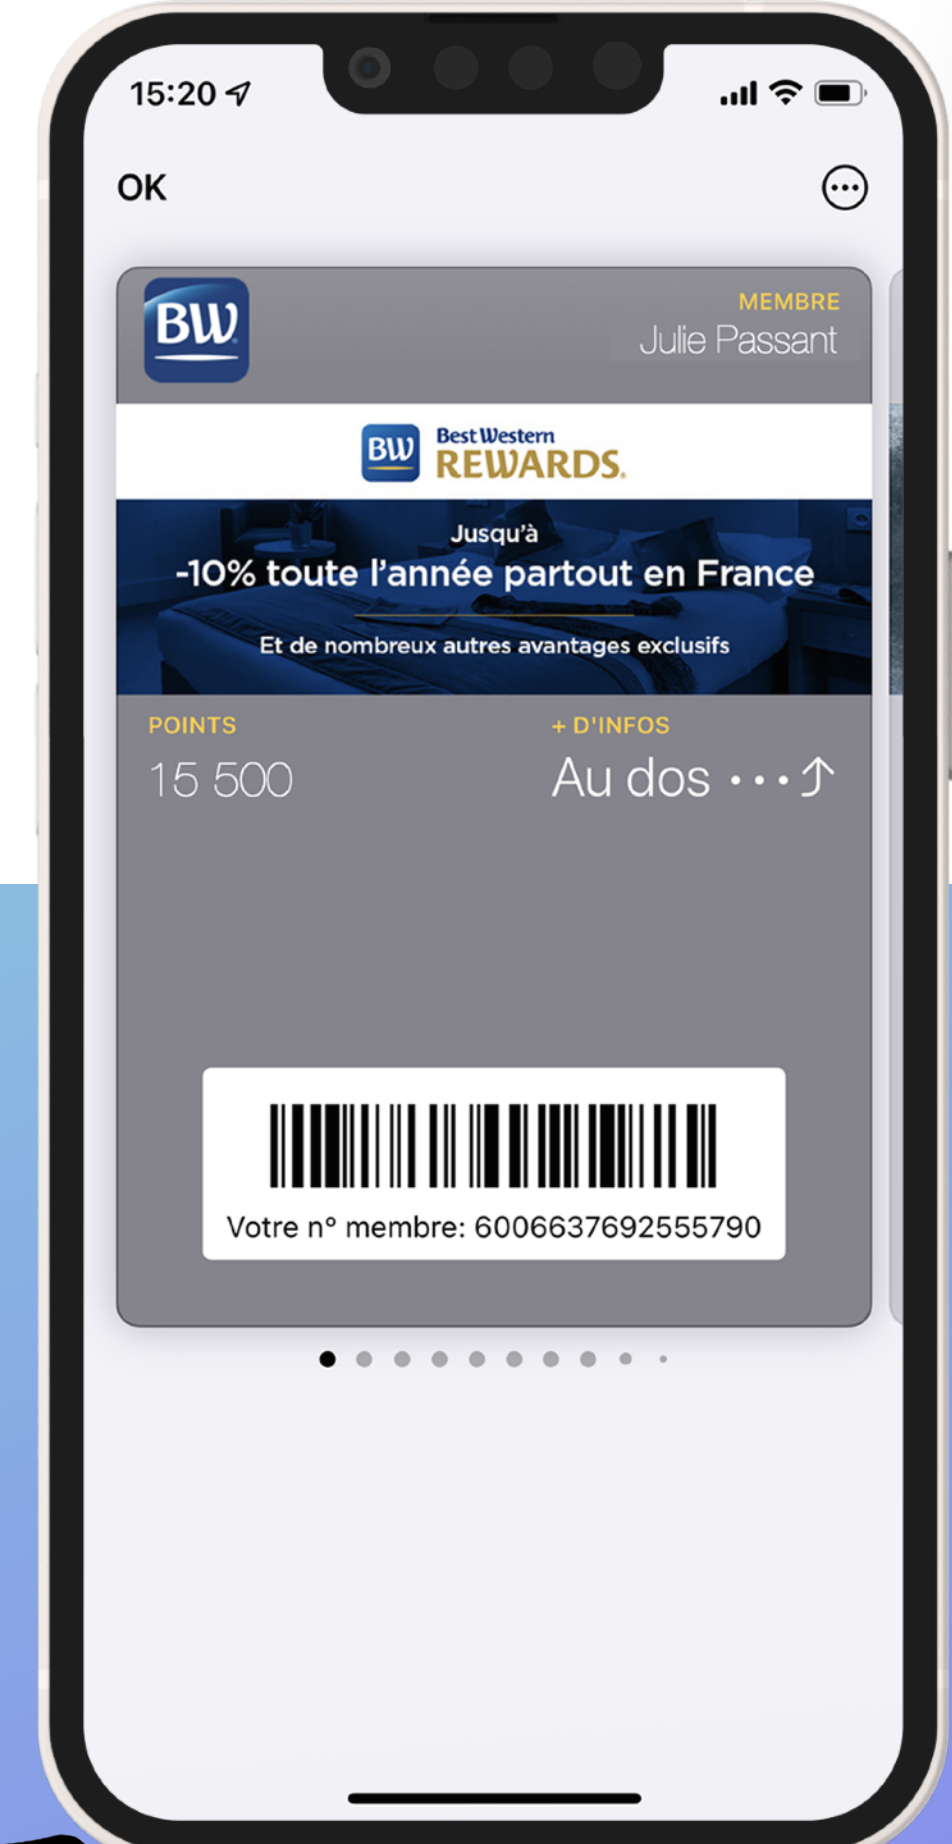 15:20
OK
BW
MEMBRE
Julie Passant
BW
Best Western
REWARDS.
Jusqu'à
-10% toute l'année partout en France
Et de nombreux autres avantages exclusifs
POINTS
15 500
+ D'INFOS
Au dos ···⤴
Votre n° membre: 6006637692555790